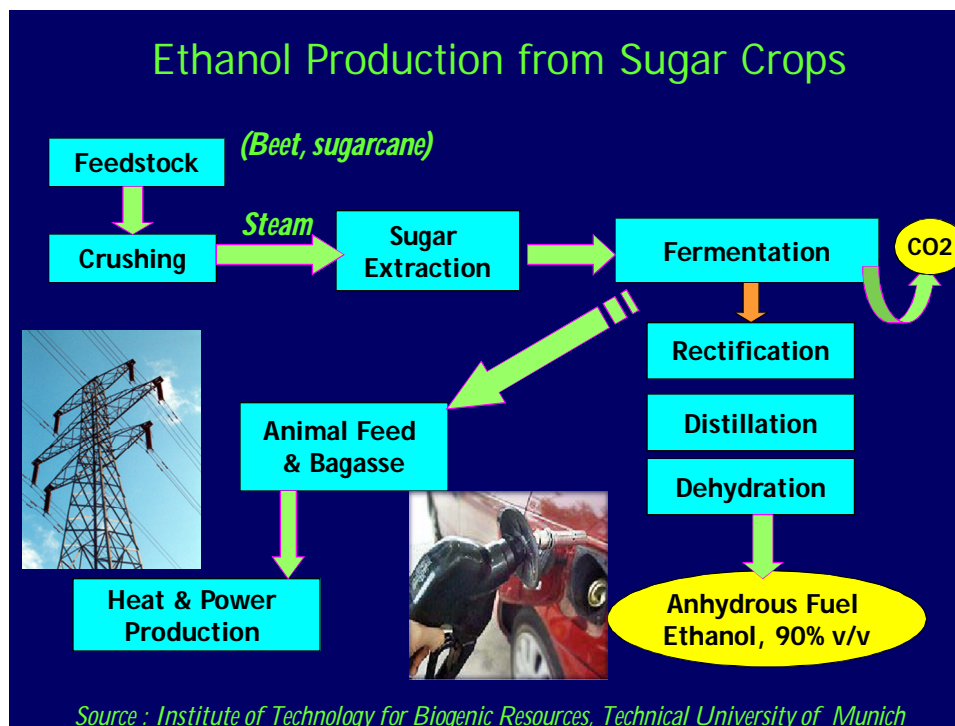 Ethanol Production from Sugar Crops
Feedstock
(Beet, sugarcane)
Crushing
Steam
Sugar
Extraction
Fermentation
CO2
Rectification
Distillation
Dehydration
Animal Feed
& Bagasse
Heat & Power
Production
Anhydrous Fuel
Ethanol, 90% v/v
Source : Institute of Technology for Biogenic Resources, Technical University of Munich